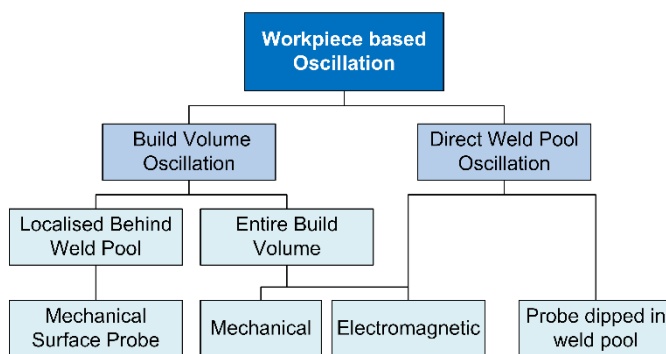 Workpiece based
Oscillation
Build Volume
Oscillation
Direct Weld Pool
Oscillation
Localised Behind
Weld Pool
Entire Build
Volume
Mechanical
Surface Probe
Mechanical
Electromagnetic
Probe dipped in
weld pool